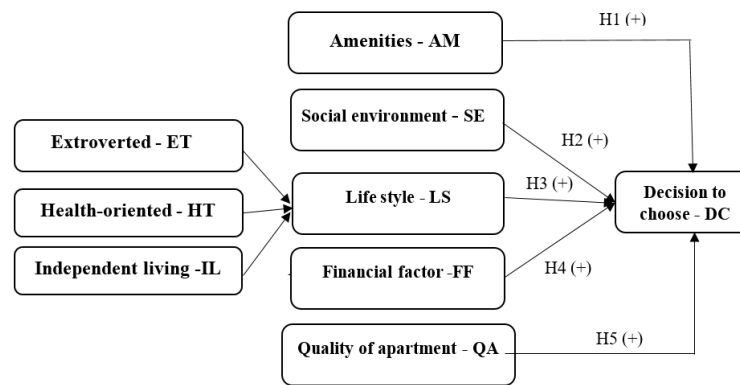 Amenities - AM
H1 (+)
Social environment - SE
H2 (+)
Extroverted - ET
Life style - LS
H3 (+)
Decision to
choose - DC
Health-oriented - HT
Independent living -IL
Financial factor -FF
H4 (+)
Quality of apartment - QA
H5 (+)